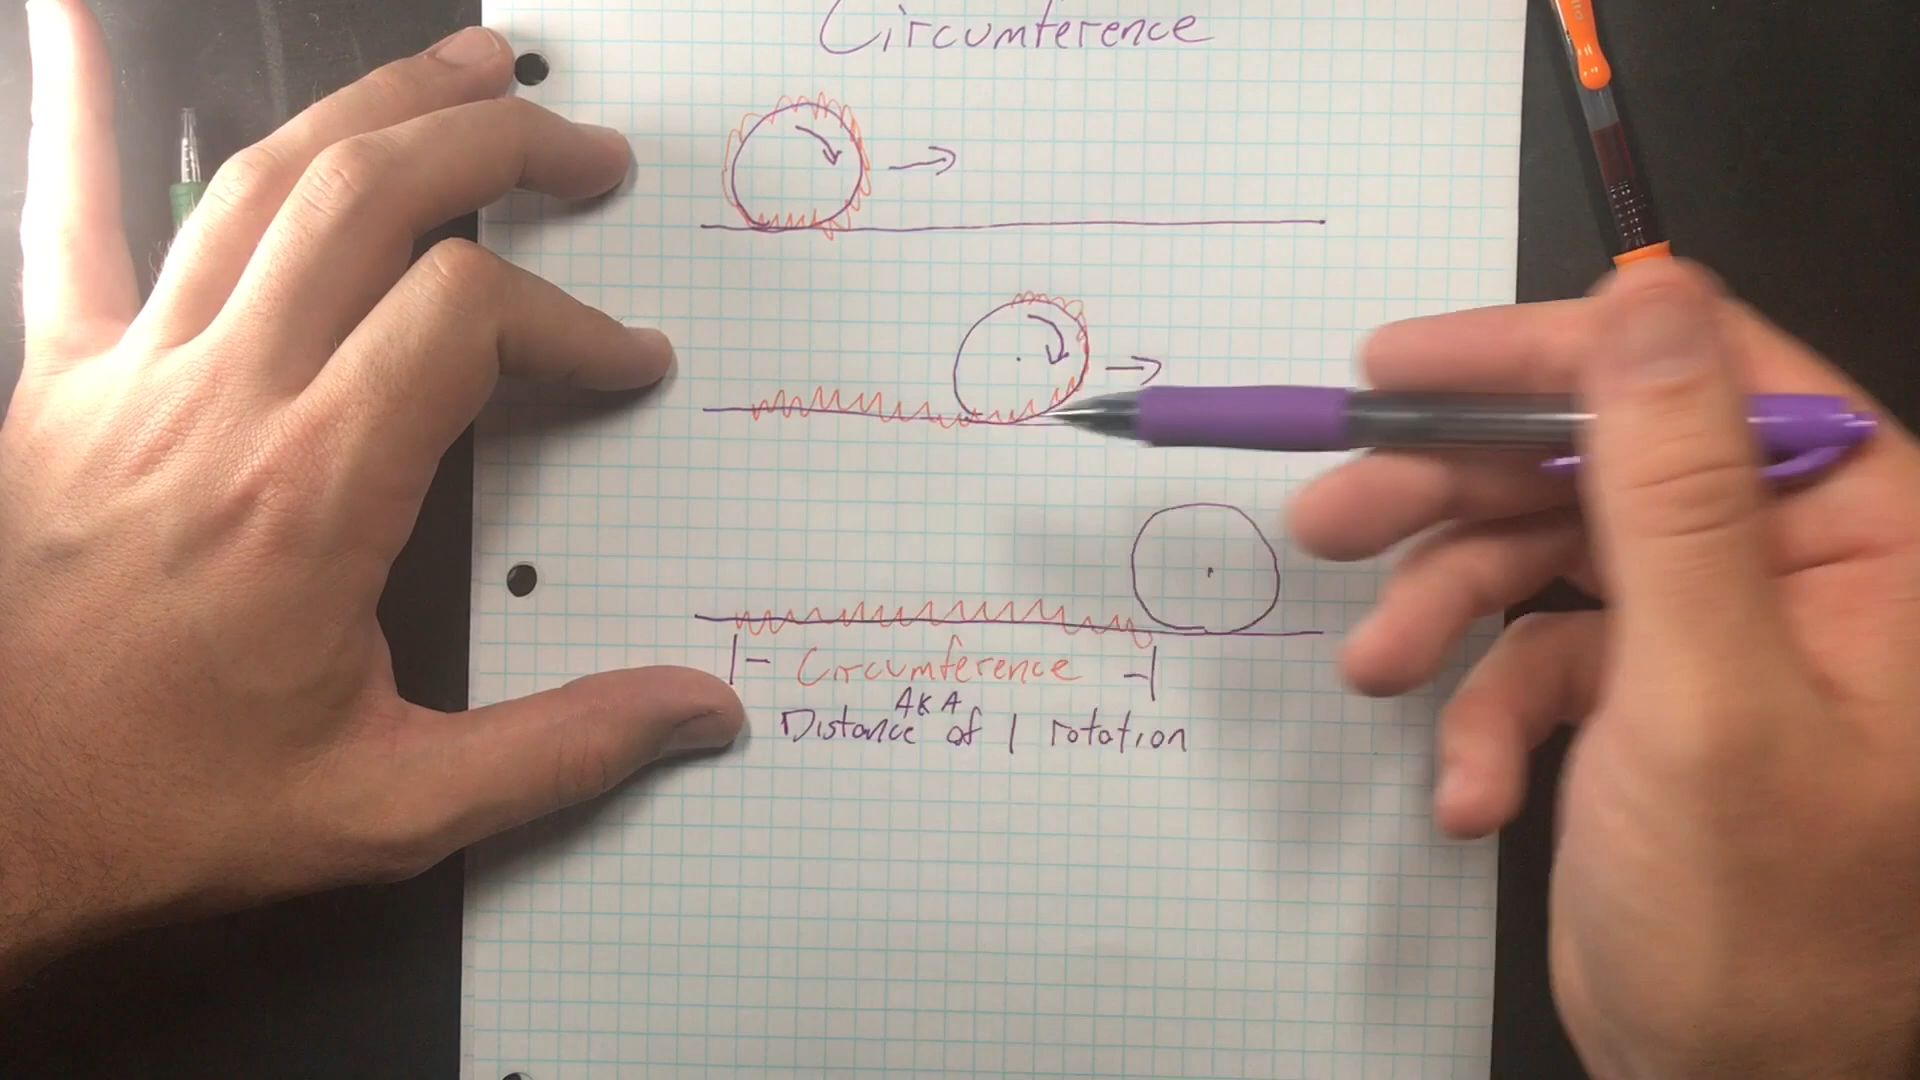 Circumference
Circumference
AKA
Distance of 1 rotation